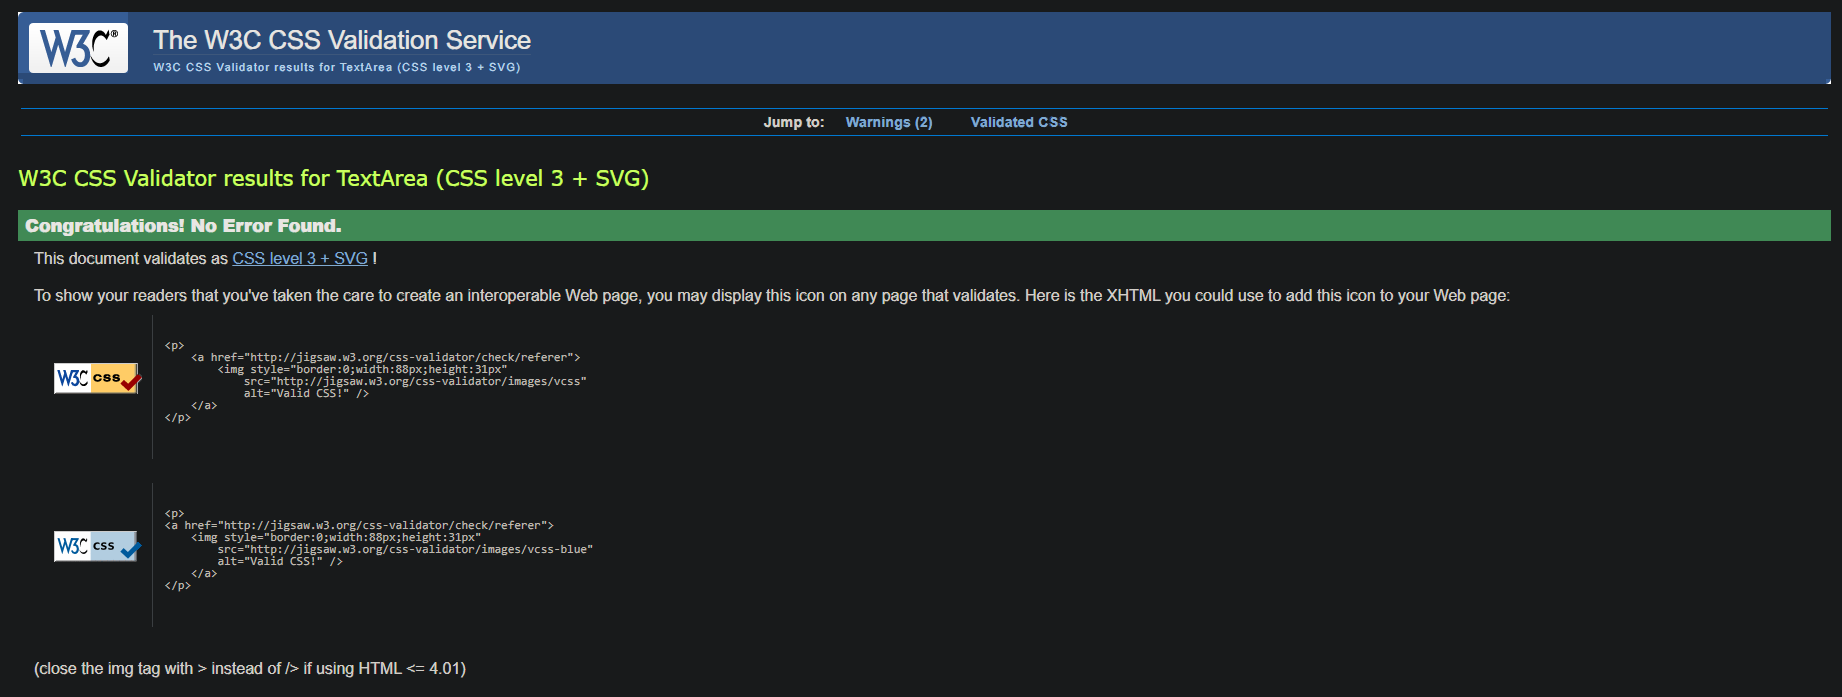 W3C®
The W3C CSS Validation Service
W3C CSS Validator results for TextArea (CSS level 3 + SVG)
Jump to: Warnings (2) Validated CSS
W3C CSS Validator results for TextArea (CSS level 3 + SVG)
Congratulations! No Error Found.
This document validates as CSS level 3 + SVG !
To show your readers that you've taken the care to create an interoperable Web page, you may display this icon on any page that validates. Here is the XHTML you could use to add this icon to your Web page:
<p>
<a href="http://jigsaw.w3.org/css-validator/check/referer">
<img style="border:0;width:88px;height:31px"
W3C css
src="http://jigsaw.w3.org/css-validator/images/vcss"
alt="Valid CSS!" />
</a>
</p>
<p>
<a href="http://jigsaw.w3.org/css-validator/check/referer">
<img style="border:0;width:88px;height:31px"
W3C css
src="http://jigsaw.w3.org/css-validator/images/vcss-blue"
alt="Valid CSS!" />
</a>
</p>
(close the img tag with > instead of /> if using HTML <= 4.01)